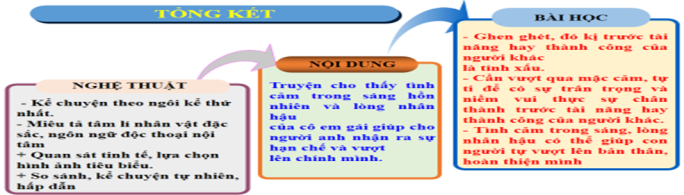 TỔNG KẾT
NGHỆ THUẬT
- Kể chuyện theo ngôi kể thứ
nhất.
- Miêu tả tâm lí nhân vật đặc
sắc, ngôn ngữ độc thoại nội
tâm
+ Quan sát tinh tế, lựa chọn
hình ảnh tiêu biểu.
+ So sánh, kể chuyện tự nhiên,
hấp dẫn
NỘI DUNG
Truyện cho thấy tình
cảm trong sáng hồn
nhiên và lòng nhân
hậu
của cô em gái giúp cho
người anh nhận ra sự
hạn chế và vượt
lên chính mình.
BÀI HỌC
- Ghen ghét, đố kị trước tài
năng hay thành công của
người khác
là tính xấu.
- Cần vượt qua mặc cảm, tự
ti để có sự trân trọng và
niềm vui thực sự chân
thành trước tài năng hay
thành công của người khác.
- Tình cảm trong sáng, lòng
nhân hậu có thể giúp con
người tự vượt lên bản thân,
hoàn thiện mình